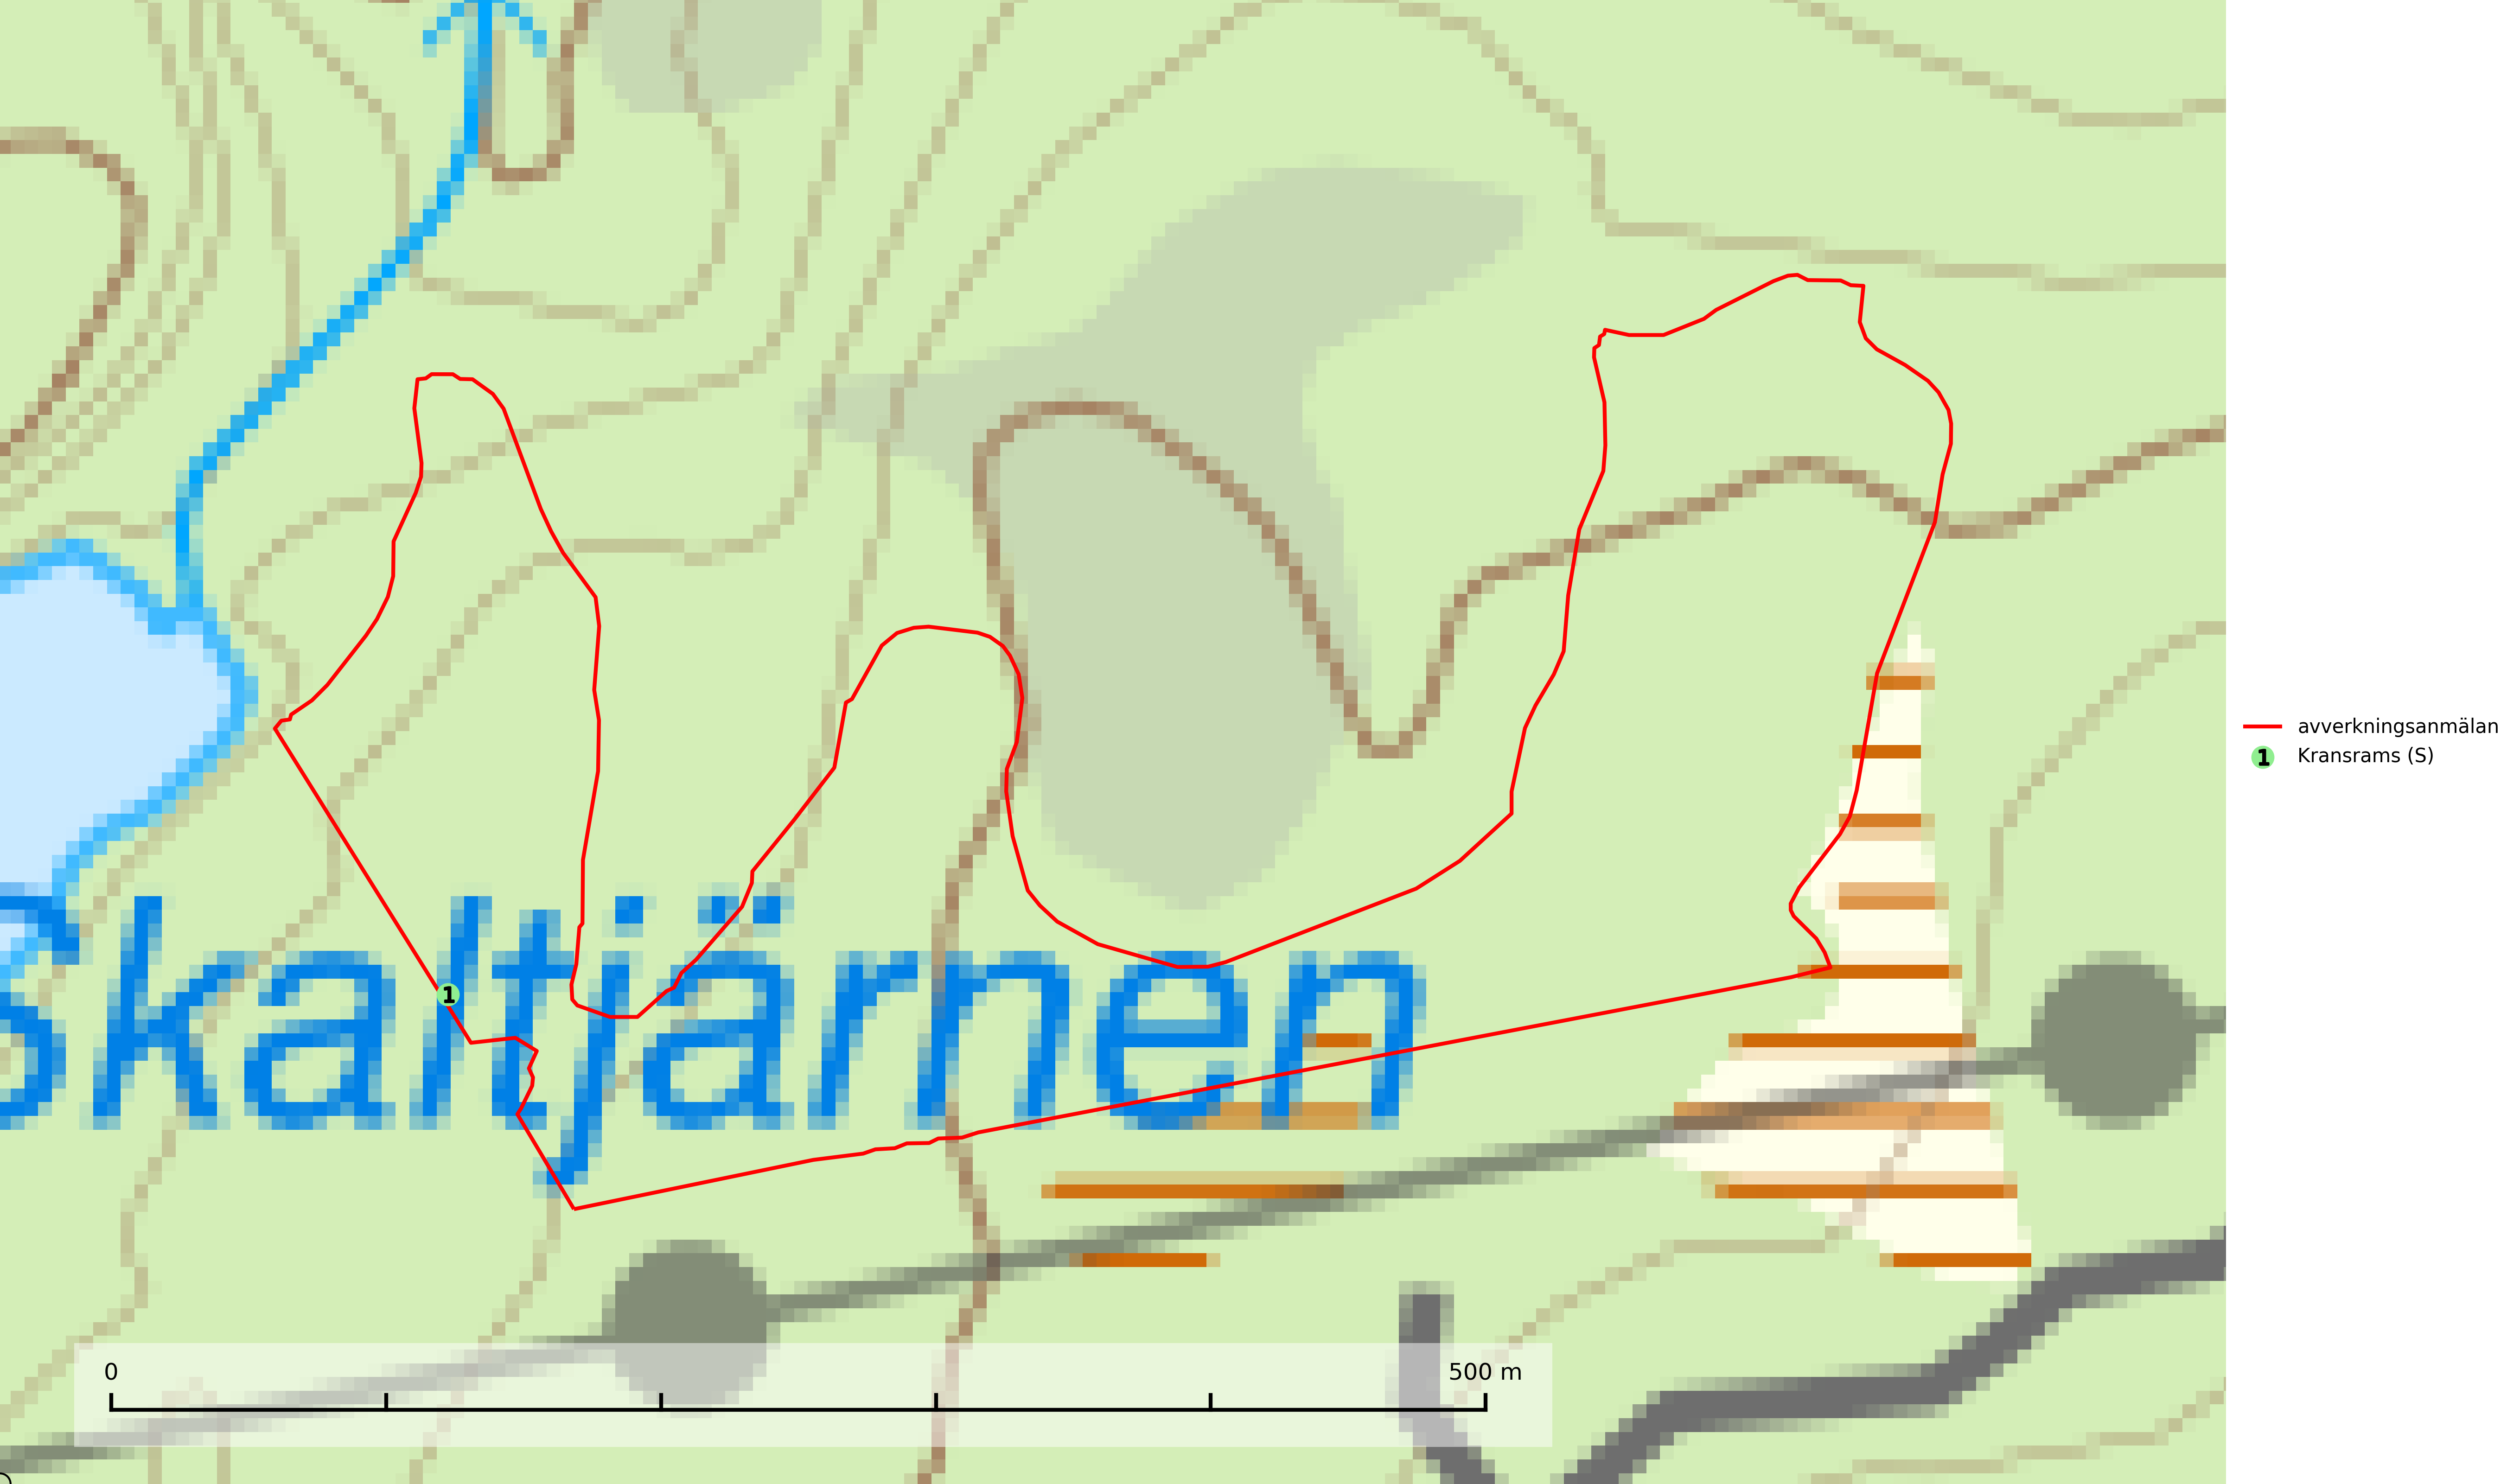 skaltjärnen
0 500 m
avverkningsanmälan
1 Kransrams (S)
1